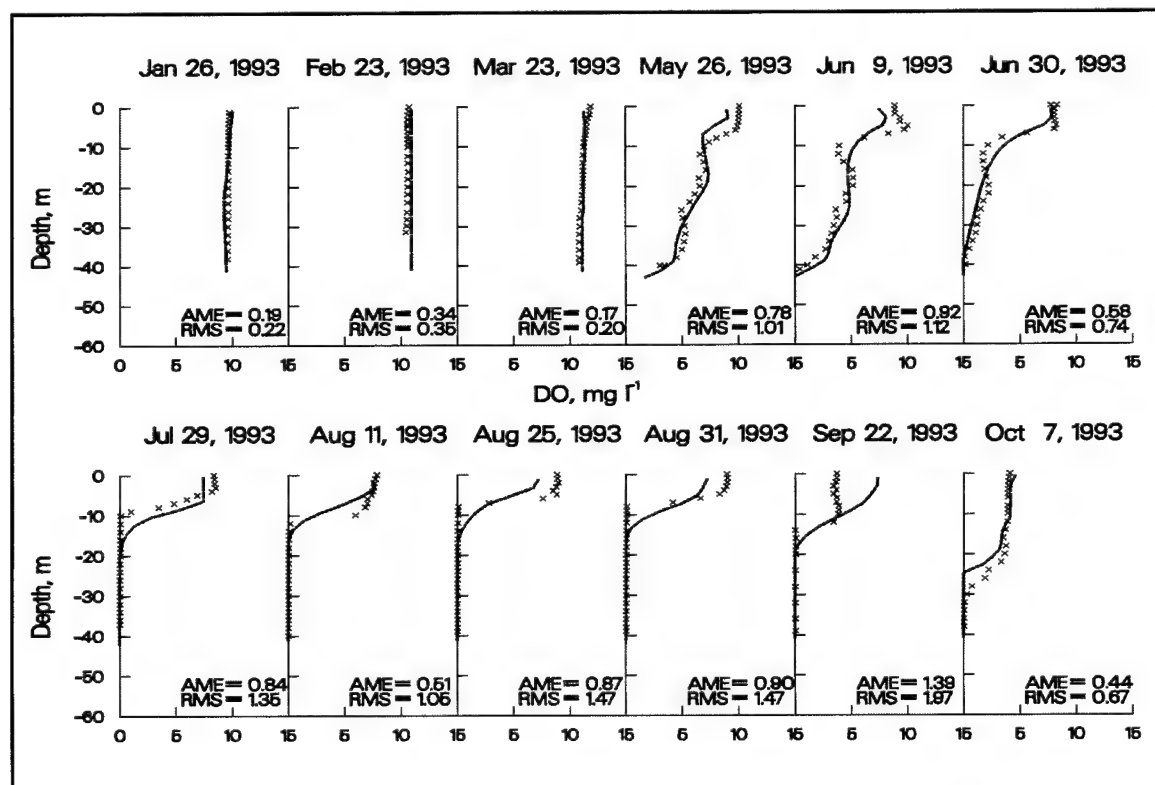 Jan 26, 1993 Feb 23, 1993 Mar 23, 1993 May 26, 1993 Jun 9, 1993 Jun 30, 1993
0
-10
-20
-30
-40
-50
-60
Depth, m
AME= 0.19 AME= 0.34 AME= 0.17 AME= 0.78 AME= 0.92 AME= 0.58
RMS= 0.22 RMS= 0.35 RMS= 0.20 RMS= 1.01 RMS= 1.12 RMS= 0.74
0 5 10 15 5 10 15 5 10 15 5 10 15 5 10 15 5 10 15
DO, mg l⁻¹
Jul 29, 1993 Aug 11, 1993 Aug 25, 1993 Aug 31, 1993 Sep 22, 1993 Oct 7, 1993
0
-10
-20
-30
-40
-50
-60
Depth, m
AME= 0.84 AME= 0.51 AME= 0.87 AME= 0.90 AME= 1.39 AME= 0.44
RMS= 1.35 RMS= 1.06 RMS= 1.47 RMS= 1.47 RMS= 1.97 RMS= 0.67
0 5 10 15 5 10 15 5 10 15 5 10 15 5 10 15 5 10 15